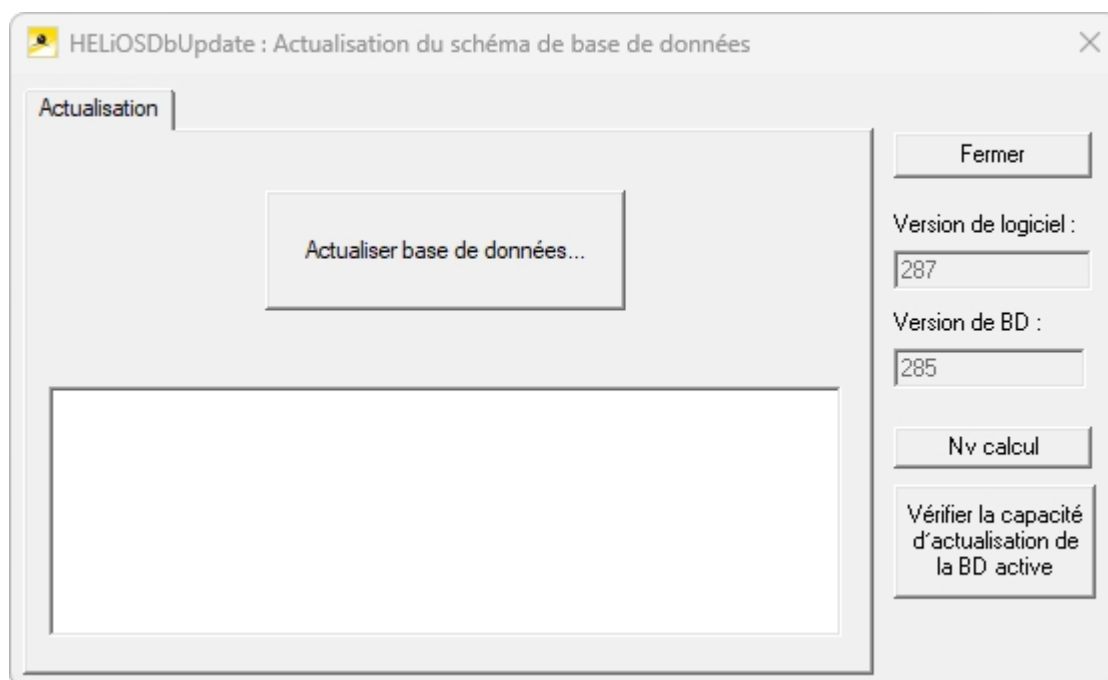 HELiOSDbUpdate : Actualisation du schéma de base de données
Actualisation
Actualiser base de données...
Fermer
Version de logiciel :
287
Version de BD :
285
Nv calcul
Vérifier la capacité
d´actualisation de
la BD active